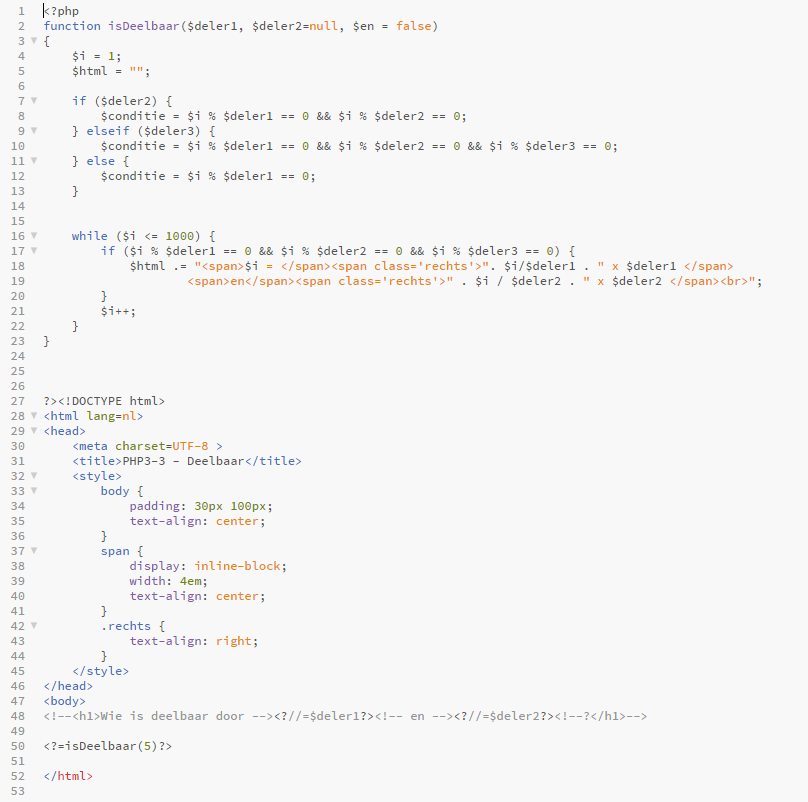 1 <?php
2 function isDeelbaar($deler1, $deler2=null, $en = false)
3 {
4     $i = 1;
5     $html = "";
6
7     if ($deler2) {
8         $conditie = $i % $deler1 == 0 && $i % $deler2 == 0;
9     } elseif ($deler3) {
10         $conditie = $i % $deler1 == 0 && $i % $deler2 == 0 && $i % $deler3 == 0;
11     } else {
12         $conditie = $i % $deler1 == 0;
13     }
14
15
16     while ($i <= 1000) {
17         if ($i % $deler1 == 0 && $i % $deler2 == 0 && $i % $deler3 == 0) {
18             $html .= "<span>$i = </span><span class='rechts'>". $i/$deler1 . " x $deler1 </span>
19                     <span>en</span><span class='rechts'>" . $i / $deler2 . " x $deler2 </span><br>";
20         }
21         $i++;
22     }
23 }
24
25
26
27 ?><!DOCTYPE html>
28 <html lang=nl>
29 <head>
30     <meta charset=UTF-8 >
31     <title>PHP3-3 - Deelbaar</title>
32     <style>
33         body {
34             padding: 30px 100px;
35             text-align: center;
36         }
37         span {
38             display: inline-block;
39             width: 4em;
40             text-align: center;
41         }
42         .rechts {
43             text-align: right;
44         }
45     </style>
46 </head>
47 <body>
48 <!--<h1>Wie is deelbaar door --><?//=$deler1?><!-- en --><?//=$deler2?><!--?</h1>-->
49
50 <?=isDeelbaar(5)?>
51
52 </html>
53